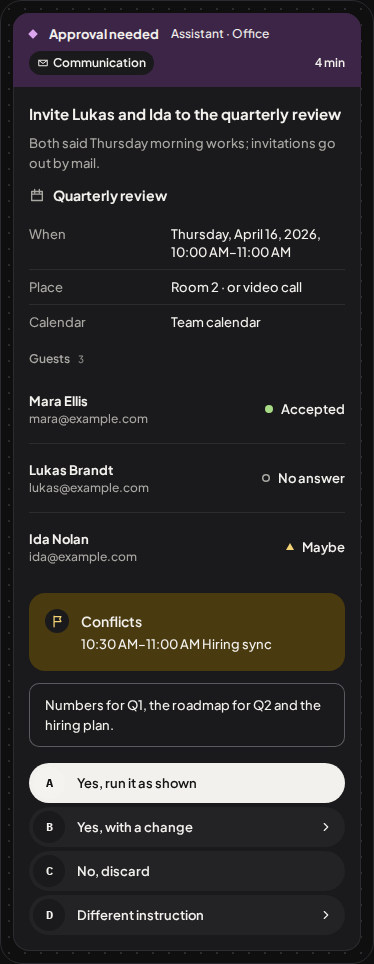 Approval needed Assistant · Office
Communication 4 min
Invite Lukas and Ida to the quarterly review
Both said Thursday morning works; invitations go
out by mail.
Quarterly review
When Thursday, April 16, 2026,
10:00 AM–11:00 AM
Place Room 2 · or video call
Calendar Team calendar
Guests 3
Mara Ellis
mara@example.com
Accepted
Lukas Brandt
lukas@example.com
No answer
Ida Nolan
ida@example.com
Maybe
Conflicts
10:30 AM–11:00 AM Hiring sync
Numbers for Q1, the roadmap for Q2 and the
hiring plan.
A Yes, run it as shown
B Yes, with a change
C No, discard
D Different instruction